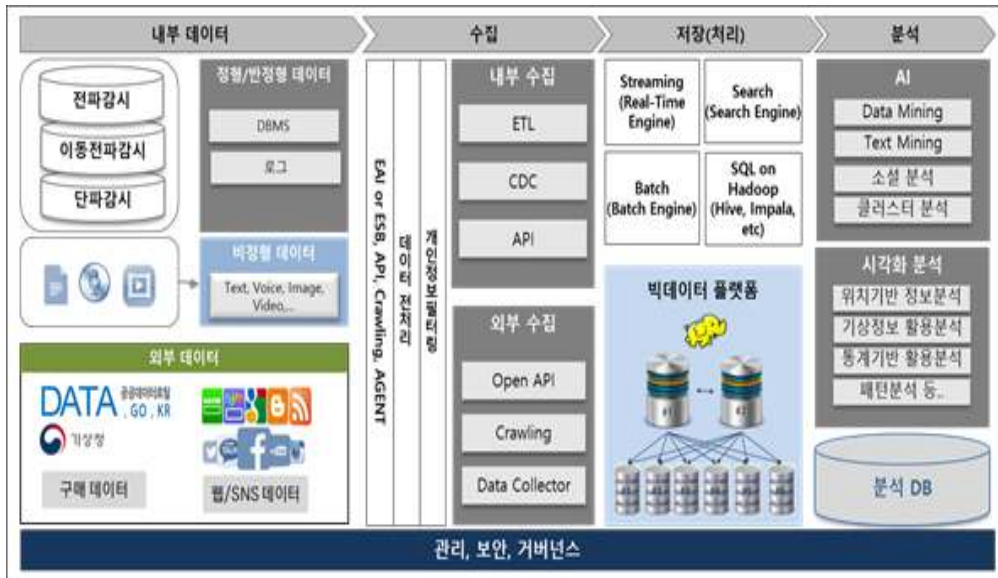 내부 데이터
수집
저장(처리)
분석
전파감시
이동전파감시
단파감시
정형/반정형 데이터
DBMS
로그
비정형 데이터
Text, Voice, Image,
Video,...
외부 데이터
DATA 공공데이터포털
.GO.KR
기상청
구매 데이터
웹/SNS 데이터
EAI or ESB, API, Crawling, AGENT
데이터 전처리
개인정보필터링
내부 수집
ETL
CDC
API
외부 수집
Open API
Crawling
Data Collector
Streaming
(Real-Time
Engine)
Search
(Search Engine)
Batch
(Batch Engine)
SQL on
Hadoop
(Hive, Impala,
etc)
빅데이터 플랫폼
#1
#2
AI
Data Mining
Text Mining
소셜 분석
클러스터 분석
시각화 분석
위치기반 정보분석
기상정보 활용분석
통계기반 활용분석
패턴분석 등..
분석 DB
관리, 보안, 거버넌스